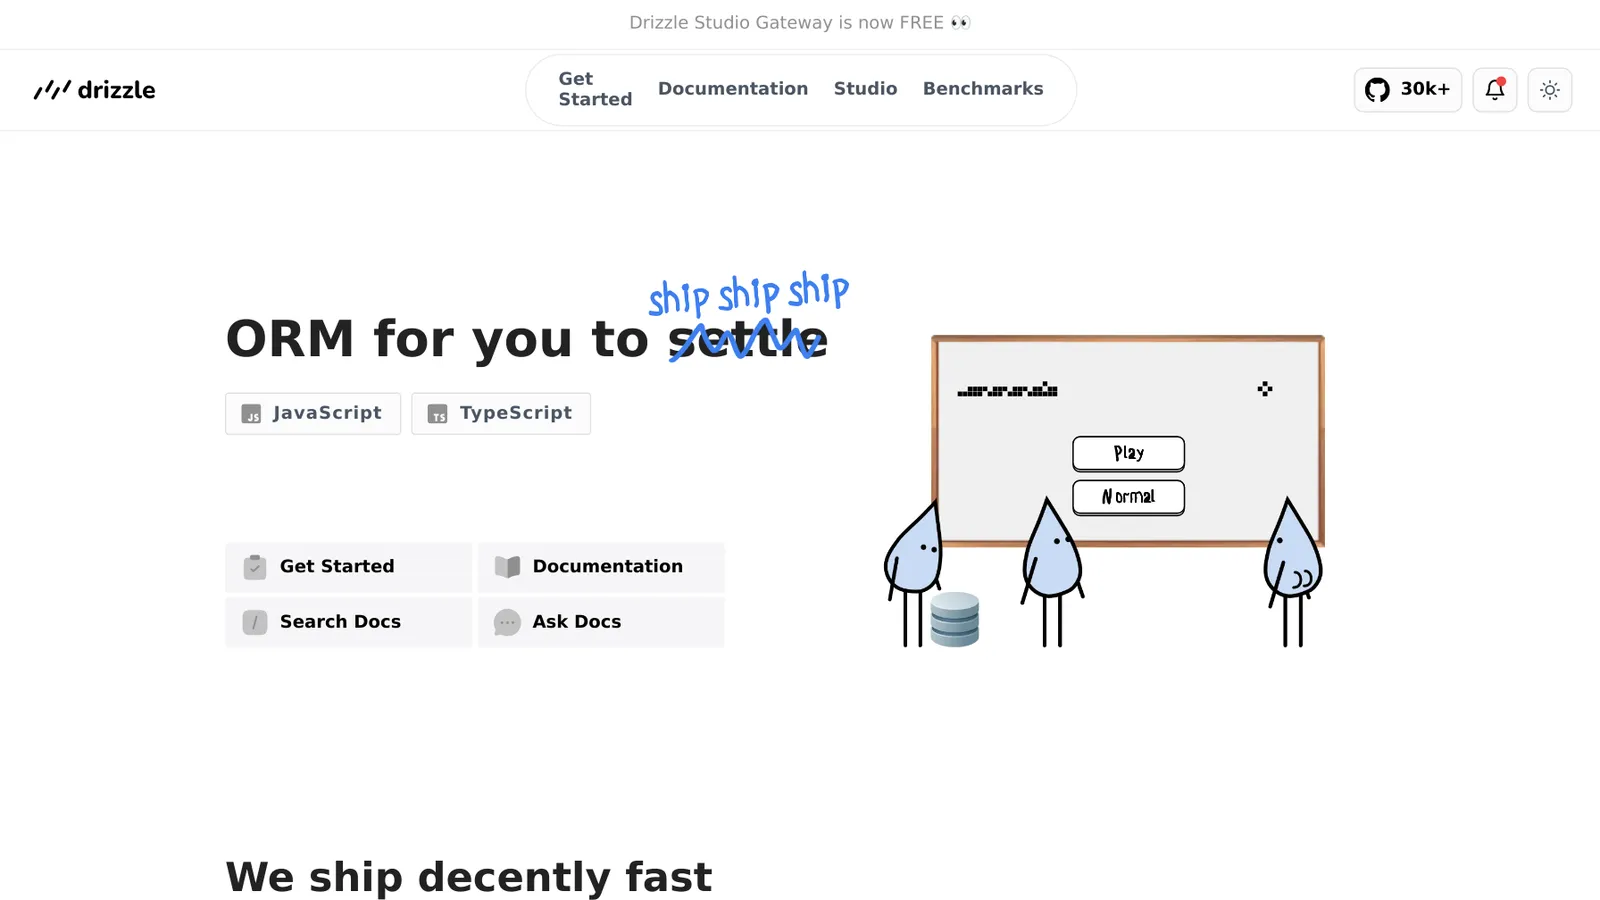 Drizzle Studio Gateway is now FREE 👀
drizzle
Get Started
Documentation
Studio
Benchmarks
30k+
ship ship ship
ORM for you to settle
JS JavaScript
TS TypeScript
Play
Normal
Get Started
Documentation
/ Search Docs
Ask Docs
We ship decently fast